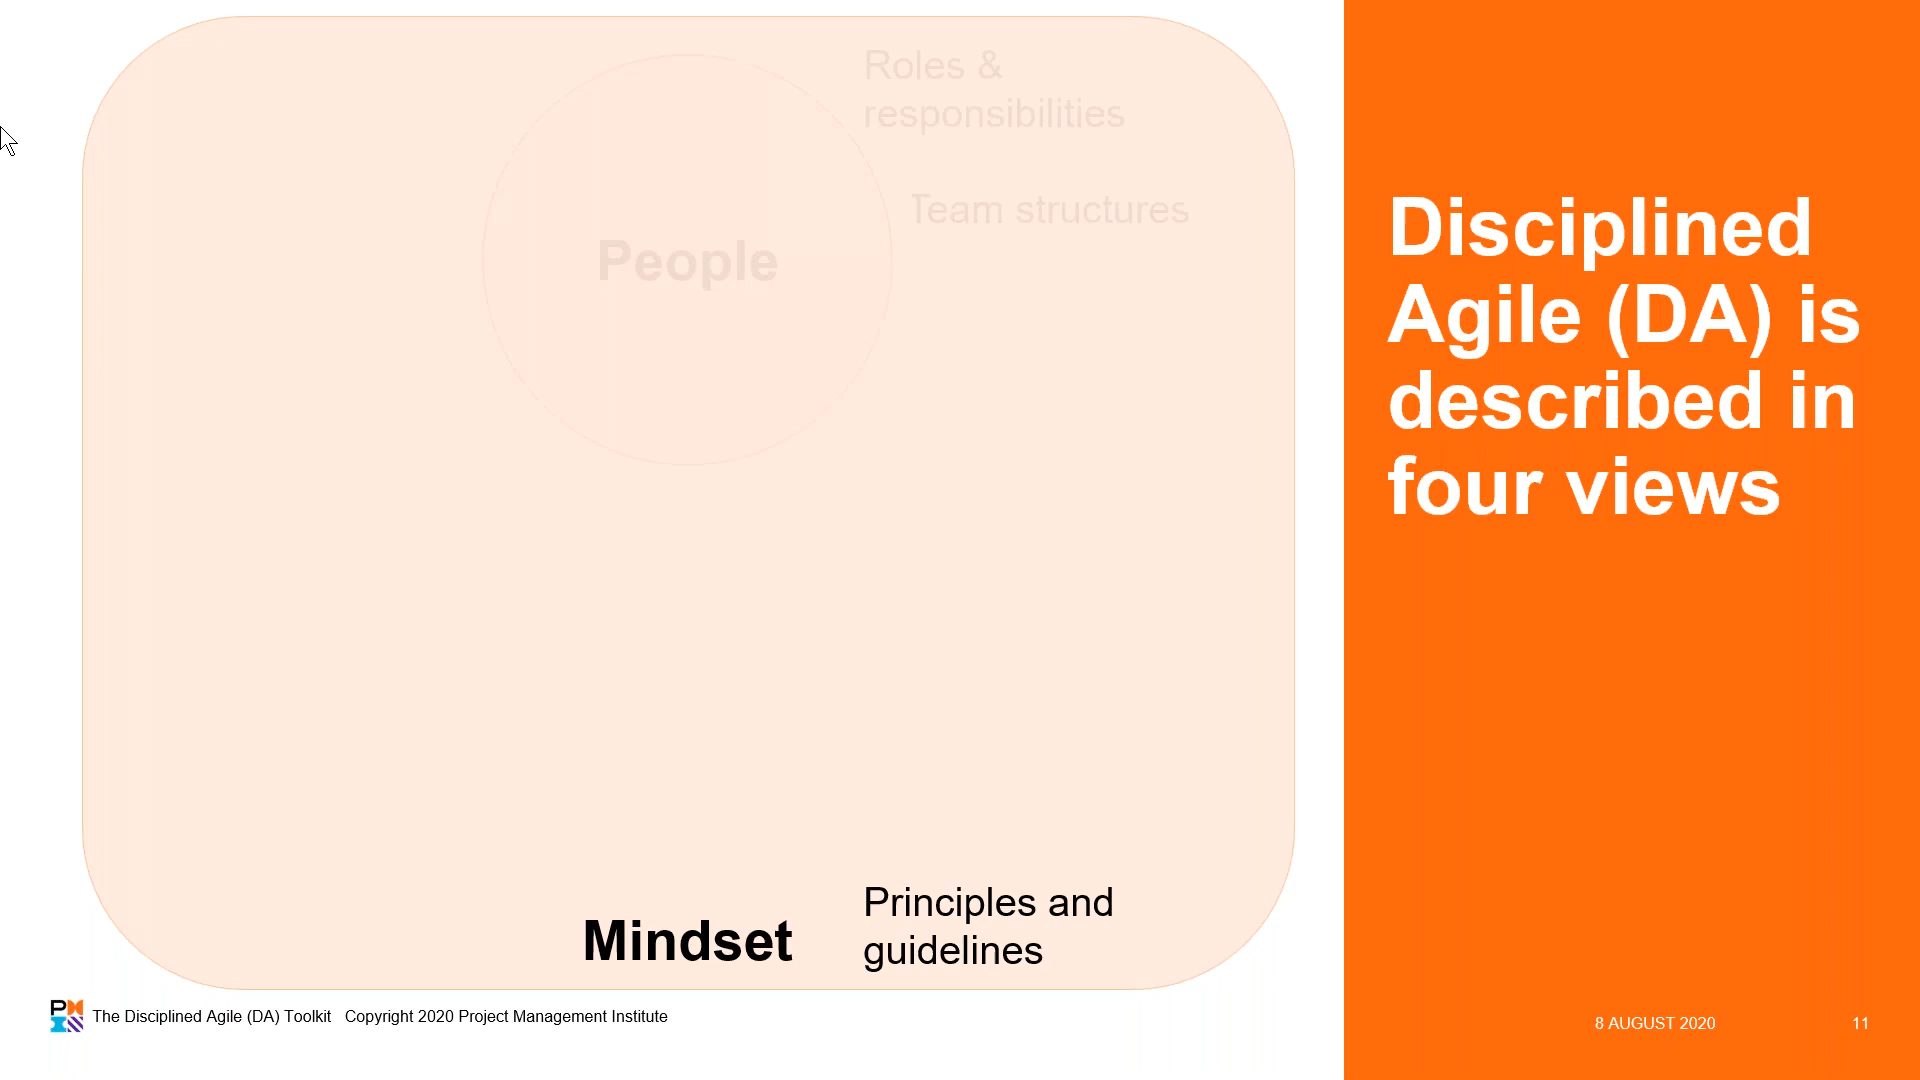 Roles &
responsibilities
Team structures
People
Principles and
guidelines
Mindset
Disciplined
Agile (DA) is
described in
four views
PM
The Disciplined Agile (DA) Toolkit Copyright 2020 Project Management Institute
8 AUGUST 2020
11